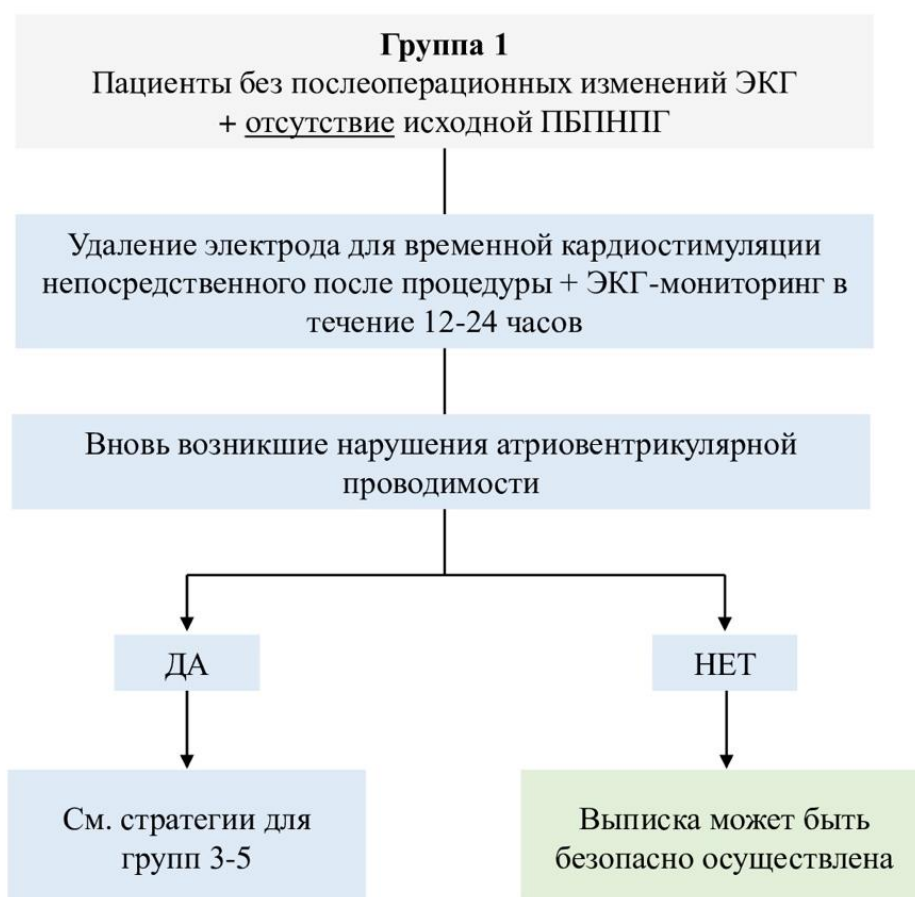 Группа 1
Пациенты без послеоперационных изменений ЭКГ
+ отсутствие исходной ПБПНПГ
Удаление электрода для временной кардиостимуляции
непосредственного после процедуры + ЭКГ-мониторинг в
течение 12-24 часов
Вновь возникшие нарушения атриовентрикулярной
проводимости
ДА
НЕТ
См. стратегии для
групп 3-5
Выписка может быть
безопасно осуществлена